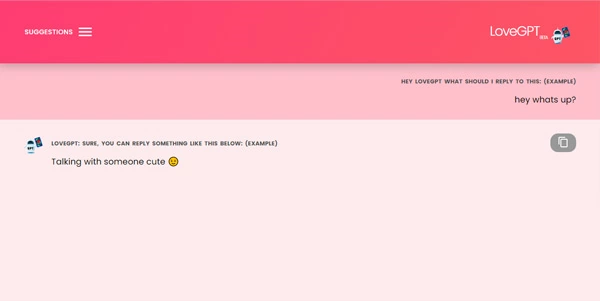 SUGGESTIONS
LoveGPT BETA
HEY LOVEGPT WHAT SHOULD I REPLY TO THIS: (EXAMPLE)
hey whats up?
LOVEGPT: SURE, YOU CAN REPLY SOMETHING LIKE THIS BELOW: (EXAMPLE)
Talking with someone cute 😉